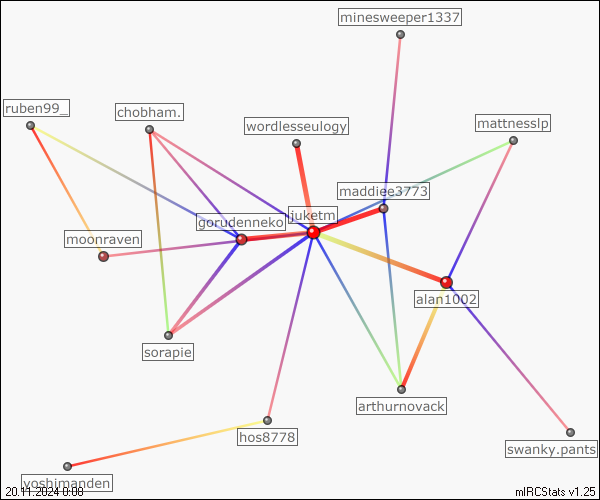 minesweeper1337
ruben99_
chobham.
wordlesseulogy
mattnesslp
maddiee3773
juketm
gorudenneko
moonraven
alan1002
sorapie
arthurnovack
hos8778
swanky.pants
yoshimanden
20.11.2024 0:08
mIRCStats v1.25